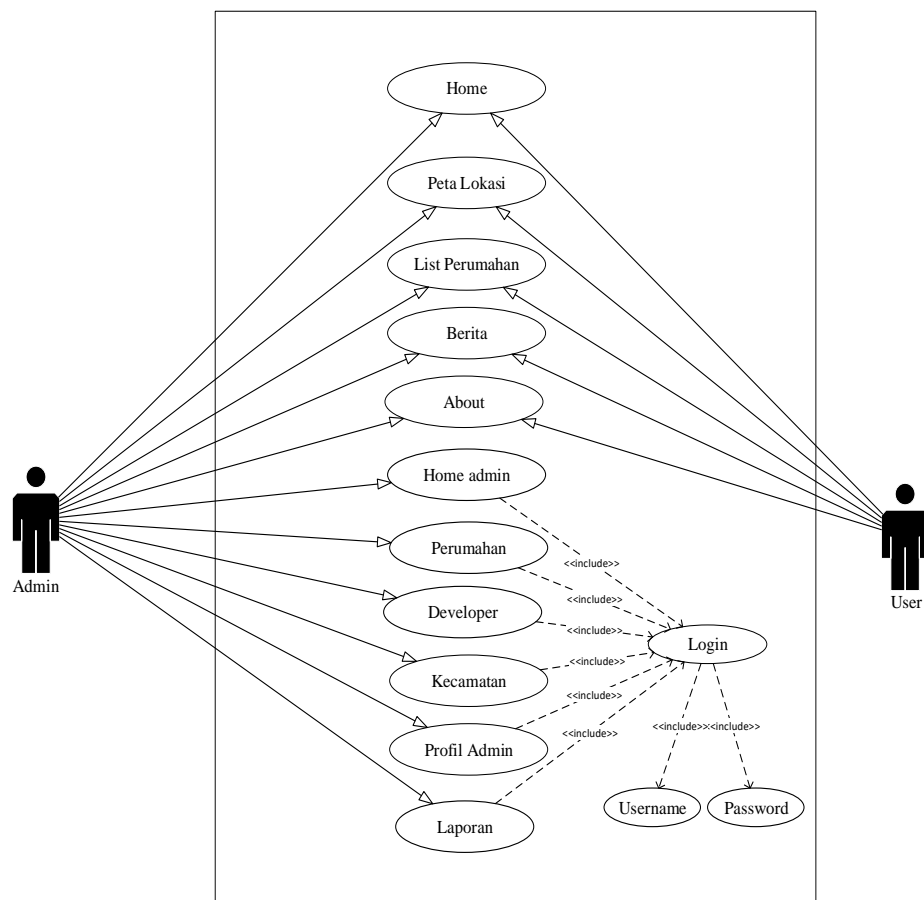 Home
Peta Lokasi
List Perumahan
Berita
About
Home admin
Perumahan
<<include>>
Admin
<<include>>
User
Developer
<<include>>
Login
Kecamatan
<<include>>
Profil Admin
<<include>>
<<include>>
<<include>>
<<include>>
Username
Password
Laporan